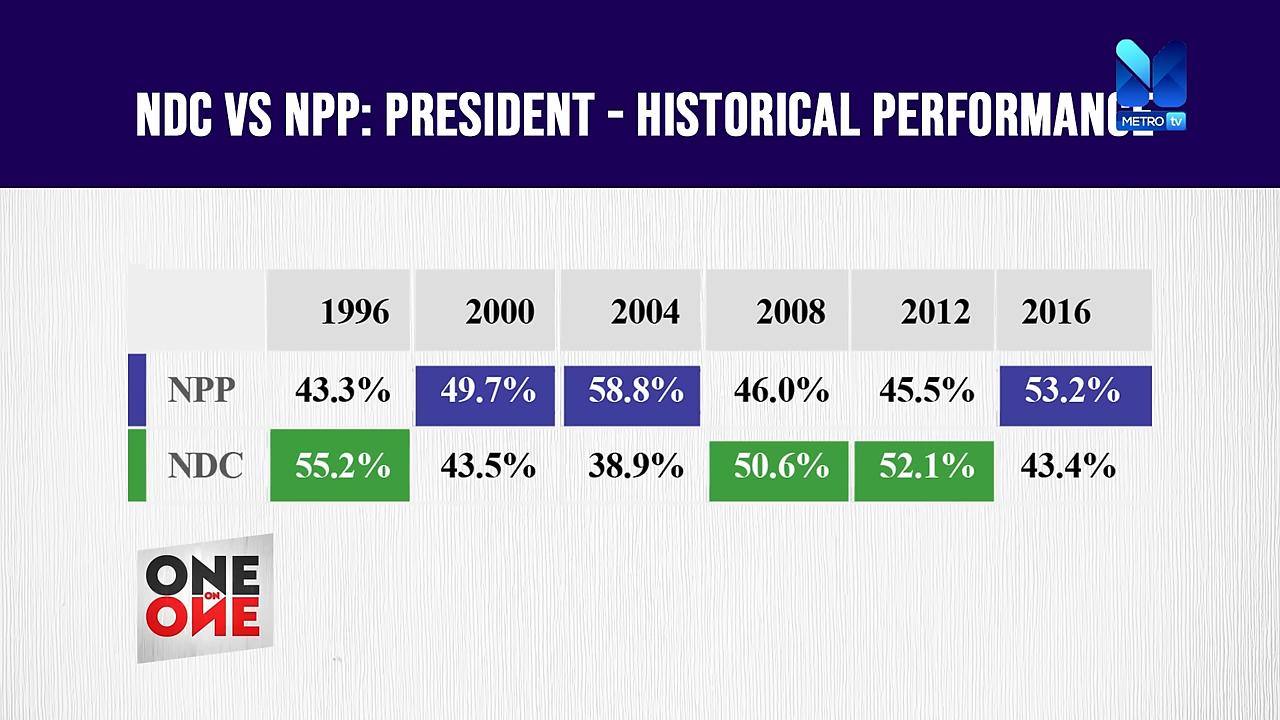 NDC VS NPP: PRESIDENT - HISTORICAL PERFORMANCE
METRO tv
1996 2000 2004 2008 2012 2016
NPP 43.3% 49.7% 58.8% 46.0% 45.5% 53.2%
NDC 55.2% 43.5% 38.9% 50.6% 52.1% 43.4%
ONE
ON
ONE